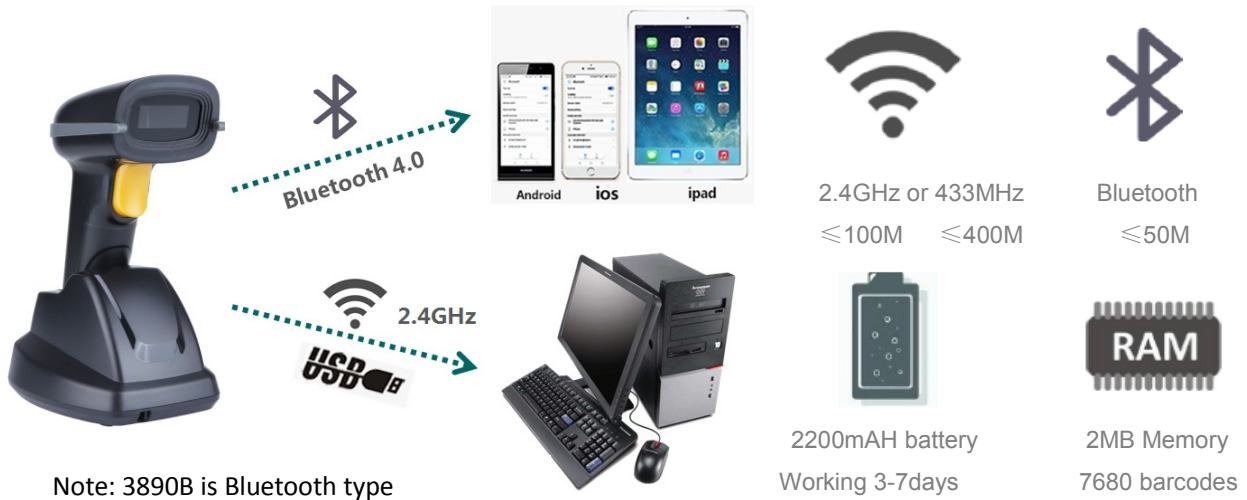 Bluetooth 4.0
Android ios ipad
2.4GHz
USB
2.4GHz or 433MHz
≤100M ≤400M
Bluetooth
≤50M
2200mAH battery
Working 3-7days
RAM
2MB Memory
7680 barcodes
Note: 3890B is Bluetooth type